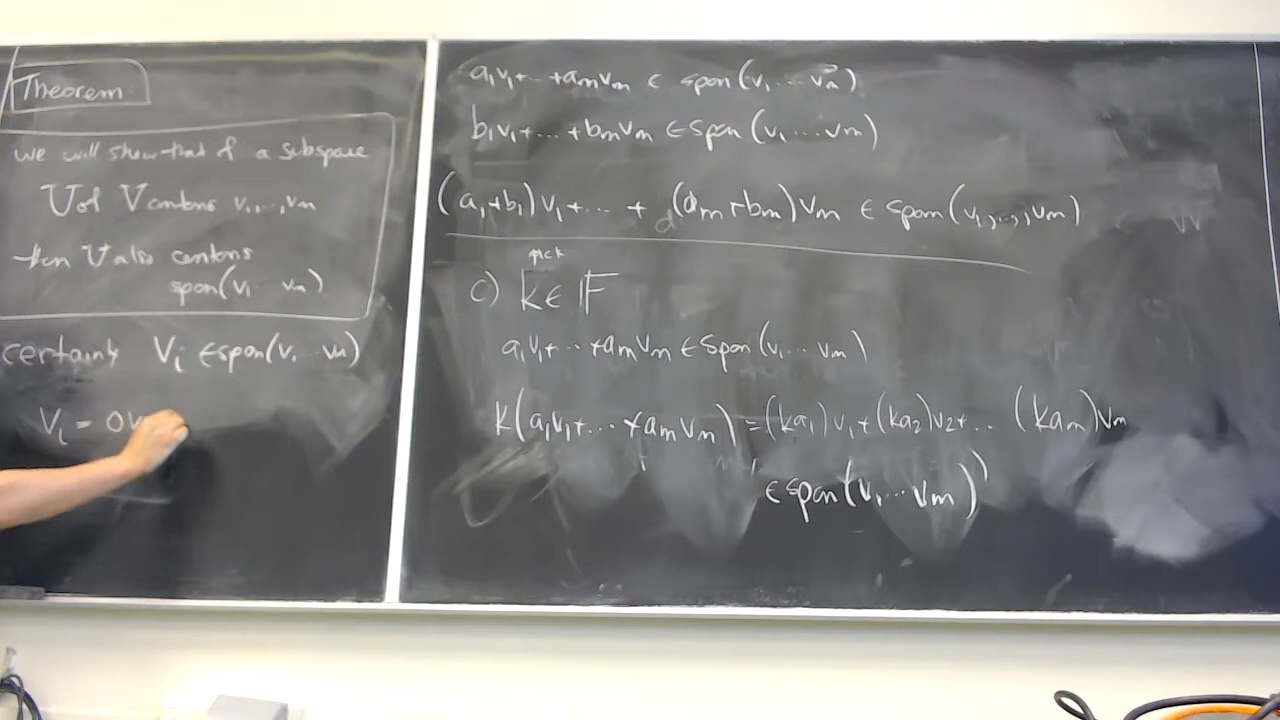 Theorem
we will show that if a subspace
U of V contains v₁,..,vₘ
then U also contains
span(v₁ vₘ)
certainly Vᵢ ∈ span(v₁ .. vₘ)
Vᵢ = 0v
a₁v₁+...+aₘvₘ ∈ span(v₁...vₘ)
b₁v₁+...+bₘvₘ ∈ span(v₁...vₘ)
(a₁+b₁)v₁+... + (aₘ+bₘ)vₘ ∈ span(v₁,..,vₘ)
pick
c) k ∈ 𝔽
a₁v₁+...+aₘvₘ ∈ span(v₁...vₘ)
k(a₁v₁+...+aₘvₘ) = (ka₁)v₁+(ka₂)v₂+.. (kaₘ)vₘ
∈ span(v₁...vₘ)